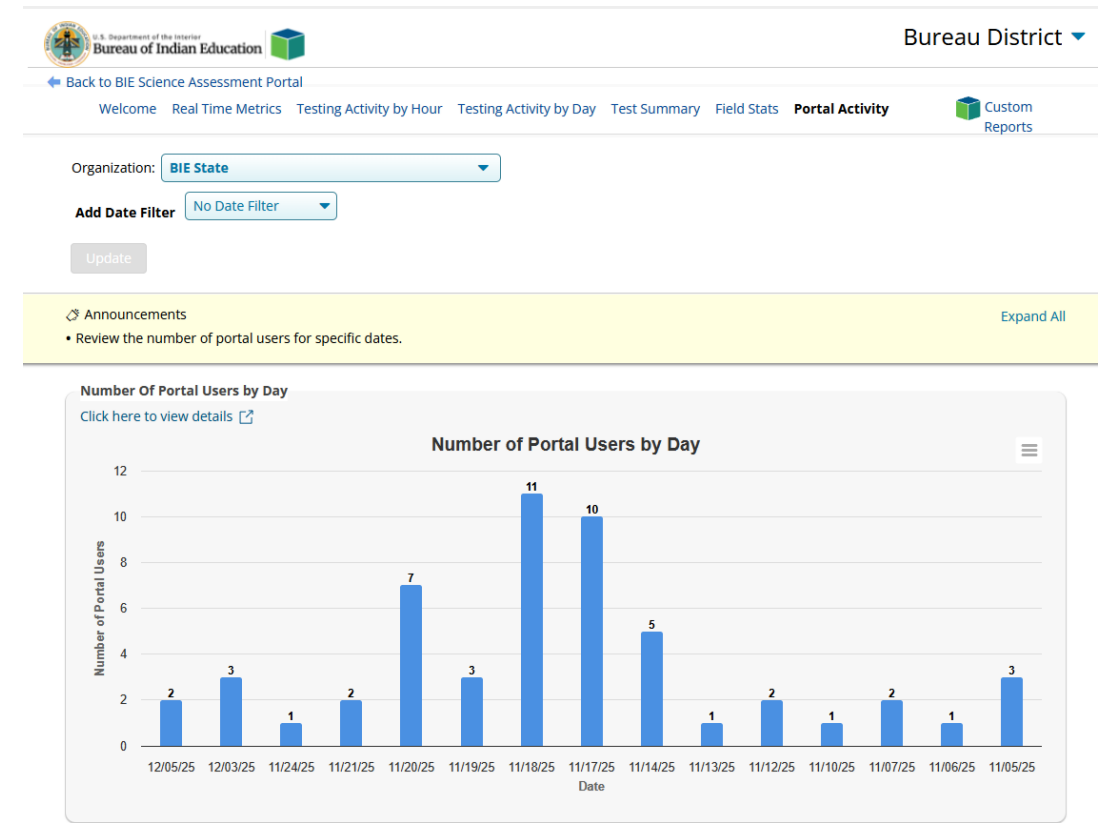 U.S. Department of the Interior
Bureau of Indian Education
Bureau District
Back to BIE Science Assessment Portal
Welcome Real Time Metrics Testing Activity by Hour Testing Activity by Day Test Summary Field Stats Portal Activity Custom Reports
Organization: BIE State
Add Date Filter No Date Filter
Update
Announcements Expand All
• Review the number of portal users for specific dates.
Number Of Portal Users by Day
Click here to view details
Number of Portal Users by Day
Number of Portal Users
12
10
8
6
4
2
0
2 3 1 2 7 3 11 10 5 1 2 1 2 1 3
12/05/25 12/03/25 11/24/25 11/21/25 11/20/25 11/19/25 11/18/25 11/17/25 11/14/25 11/13/25 11/12/25 11/10/25 11/07/25 11/06/25 11/05/25
Date